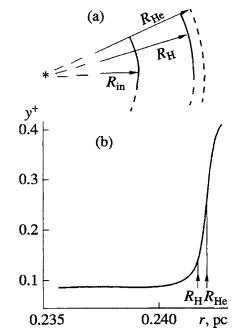 (a)
R_He
R_H
R_in
*
y⁺
(b)
0.4
0.3
0.2
0.1
R_H R_He
0.235 0.240 r, pc